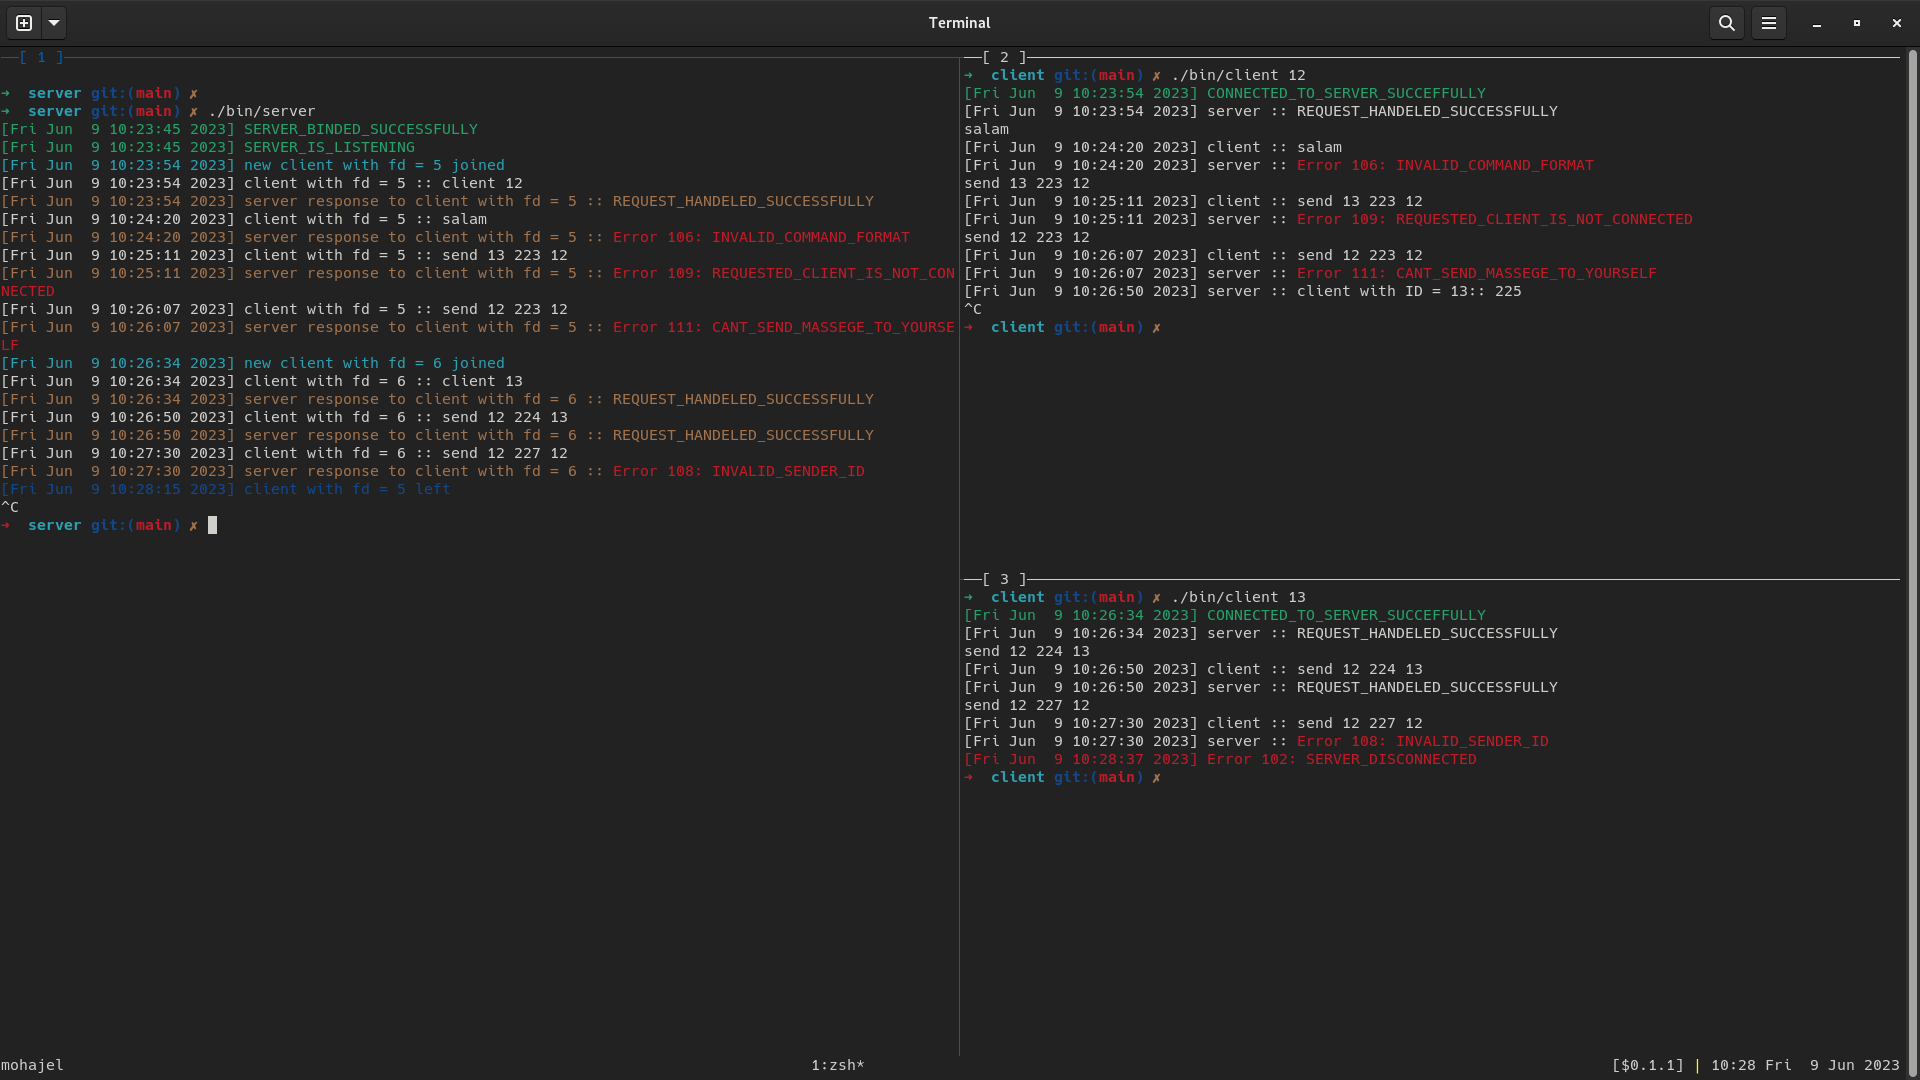 Terminal
[ 1 ]
➜  server git:(main) ✗
➜  server git:(main) ✗ ./bin/server
[Fri Jun  9 10:23:45 2023] SERVER_BINDED_SUCCESSFULLY
[Fri Jun  9 10:23:45 2023] SERVER_IS_LISTENING
[Fri Jun  9 10:23:54 2023] new client with fd = 5 joined
[Fri Jun  9 10:23:54 2023] client with fd = 5 :: client 12
[Fri Jun  9 10:23:54 2023] server response to client with fd = 5 :: REQUEST_HANDELED_SUCCESSFULLY
[Fri Jun  9 10:24:20 2023] client with fd = 5 :: salam
[Fri Jun  9 10:24:20 2023] server response to client with fd = 5 :: Error 106: INVALID_COMMAND_FORMAT
[Fri Jun  9 10:25:11 2023] client with fd = 5 :: send 13 223 12
[Fri Jun  9 10:25:11 2023] server response to client with fd = 5 :: Error 109: REQUESTED_CLIENT_IS_NOT_CON
NECTED
[Fri Jun  9 10:26:07 2023] client with fd = 5 :: send 12 223 12
[Fri Jun  9 10:26:07 2023] server response to client with fd = 5 :: Error 111: CANT_SEND_MASSEGE_TO_YOURSE
LF
[Fri Jun  9 10:26:34 2023] new client with fd = 6 joined
[Fri Jun  9 10:26:34 2023] client with fd = 6 :: client 13
[Fri Jun  9 10:26:34 2023] server response to client with fd = 6 :: REQUEST_HANDELED_SUCCESSFULLY
[Fri Jun  9 10:26:50 2023] client with fd = 6 :: send 12 224 13
[Fri Jun  9 10:26:50 2023] server response to client with fd = 6 :: REQUEST_HANDELED_SUCCESSFULLY
[Fri Jun  9 10:27:30 2023] client with fd = 6 :: send 12 227 12
[Fri Jun  9 10:27:30 2023] server response to client with fd = 6 :: Error 108: INVALID_SENDER_ID
[Fri Jun  9 10:28:15 2023] client with fd = 5 left
^C
➜  server git:(main) ✗
[ 2 ]
➜  client git:(main) ✗ ./bin/client 12
[Fri Jun  9 10:23:54 2023] CONNECTED_TO_SERVER_SUCCEFFULLY
[Fri Jun  9 10:23:54 2023] server :: REQUEST_HANDELED_SUCCESSFULLY
salam
[Fri Jun  9 10:24:20 2023] client :: salam
[Fri Jun  9 10:24:20 2023] server :: Error 106: INVALID_COMMAND_FORMAT
send 13 223 12
[Fri Jun  9 10:25:11 2023] client :: send 13 223 12
[Fri Jun  9 10:25:11 2023] server :: Error 109: REQUESTED_CLIENT_IS_NOT_CONNECTED
send 12 223 12
[Fri Jun  9 10:26:07 2023] client :: send 12 223 12
[Fri Jun  9 10:26:07 2023] server :: Error 111: CANT_SEND_MASSEGE_TO_YOURSELF
[Fri Jun  9 10:26:50 2023] server :: client with ID = 13:: 225
^C
➜  client git:(main) ✗
[ 3 ]
➜  client git:(main) ✗ ./bin/client 13
[Fri Jun  9 10:26:34 2023] CONNECTED_TO_SERVER_SUCCEFFULLY
[Fri Jun  9 10:26:34 2023] server :: REQUEST_HANDELED_SUCCESSFULLY
send 12 224 13
[Fri Jun  9 10:26:50 2023] client :: send 12 224 13
[Fri Jun  9 10:26:50 2023] server :: REQUEST_HANDELED_SUCCESSFULLY
send 12 227 12
[Fri Jun  9 10:27:30 2023] client :: send 12 227 12
[Fri Jun  9 10:27:30 2023] server :: Error 108: INVALID_SENDER_ID
[Fri Jun  9 10:28:37 2023] Error 102: SERVER_DISCONNECTED
➜  client git:(main) ✗
mohajel 1:zsh* [$0.1.1] | 10:28 Fri  9 Jun 2023